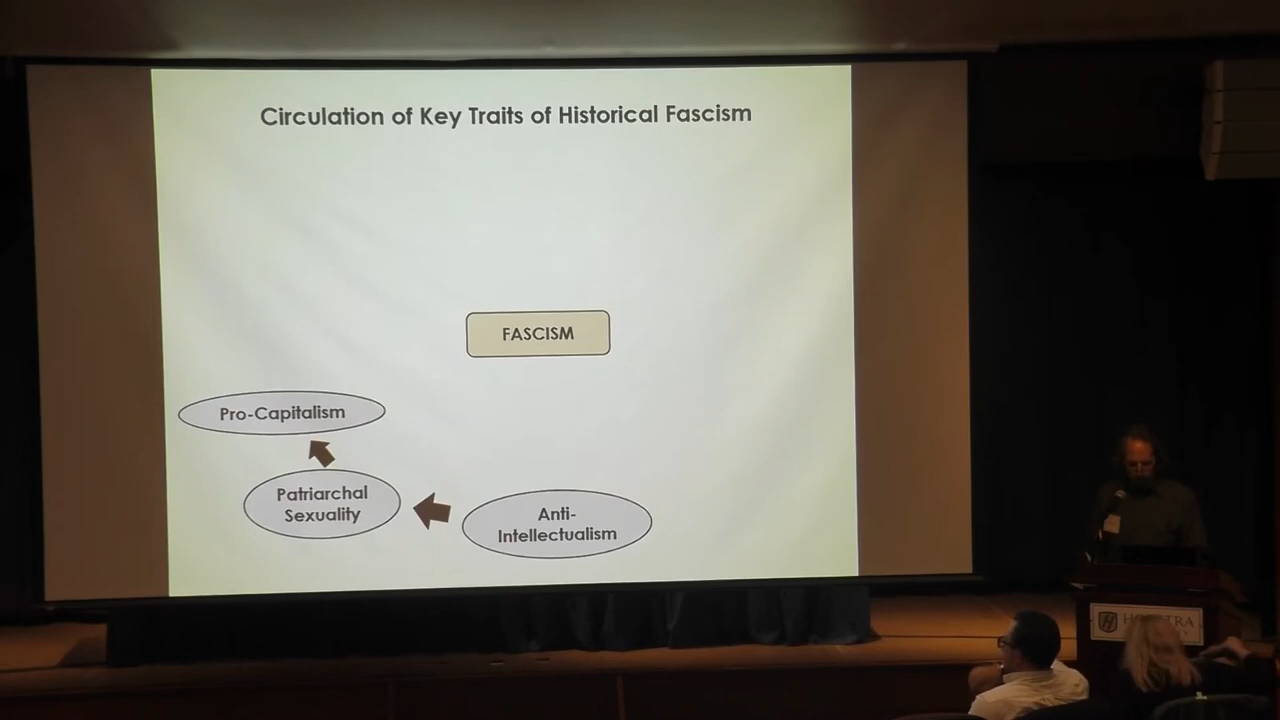 Circulation of Key Traits of Historical Fascism
FASCISM
Pro-Capitalism
Patriarchal
Sexuality
Anti-
Intellectualism